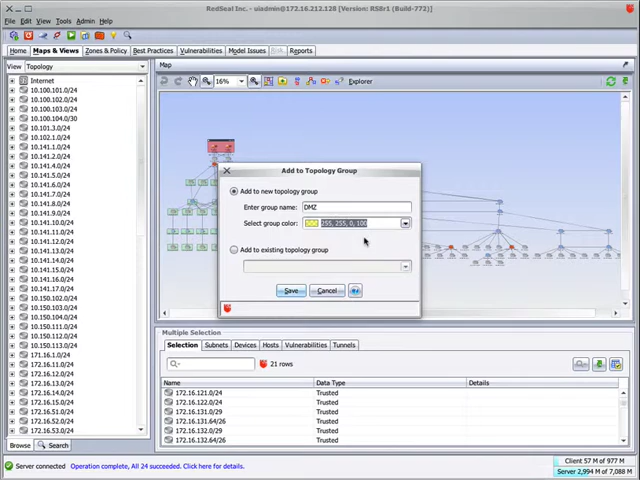 RedSeal Inc. - uiadmin@172.16.212.128 [Version: RS8r1 (Build-772)]
File Edit View Tools Admin Help
Home Maps & Views Zones & Policy Best Practices Vulnerabilities Model Issues Risk Reports
View Topology
Map
16% Explorer
Internet
10.100.101.0/24
10.100.102.0/24
10.100.103.0/24
10.100.104.0/30
10.101.3.0/24
10.102.1.0/24
10.141.2.0/24
10.141.3.0/24
10.141.4.0/24
10.141.5.0/24
10.141.6.0/24
10.141.7.0/24
10.141.8.0/24
10.141.9.0/24
10.141.10.0/24
10.141.11.0/24
10.141.12.0/24
10.141.13.0/24
10.141.14.0/24
10.141.15.0/24
10.141.16.0/24
10.141.17.0/24
10.150.102.0/24
10.150.103.0/24
10.150.104.0/24
10.150.111.0/24
10.150.112.0/24
10.150.113.0/24
171.16.1.0/24
172.16.2.0/24
172.16.3.0/24
172.16.4.0/24
172.16.13.0/24
172.16.16.0/24
172.16.51.0/24
172.16.52.0/24
172.16.53.0/24
Browse Search
Add to Topology Group
Add to new topology group
Enter group name: DMZ
Select group color: 255, 255, 0, 100
Add to existing topology group
Save Cancel
Multiple Selection
Selection Subnets Devices Hosts Vulnerabilities Tunnels
21 rows
Name Data Type Details
172.16.121.0/24 Trusted
172.16.122.0/24 Trusted
172.16.131.0/29 Trusted
172.16.131.64/26 Trusted
172.16.132.0/29 Trusted
172.16.132.64/26 Trusted
Server connected Operation complete, All 24 succeeded. Click here for details.
Client 57 M of 977 M
Server 2,994 M of 7,088 M